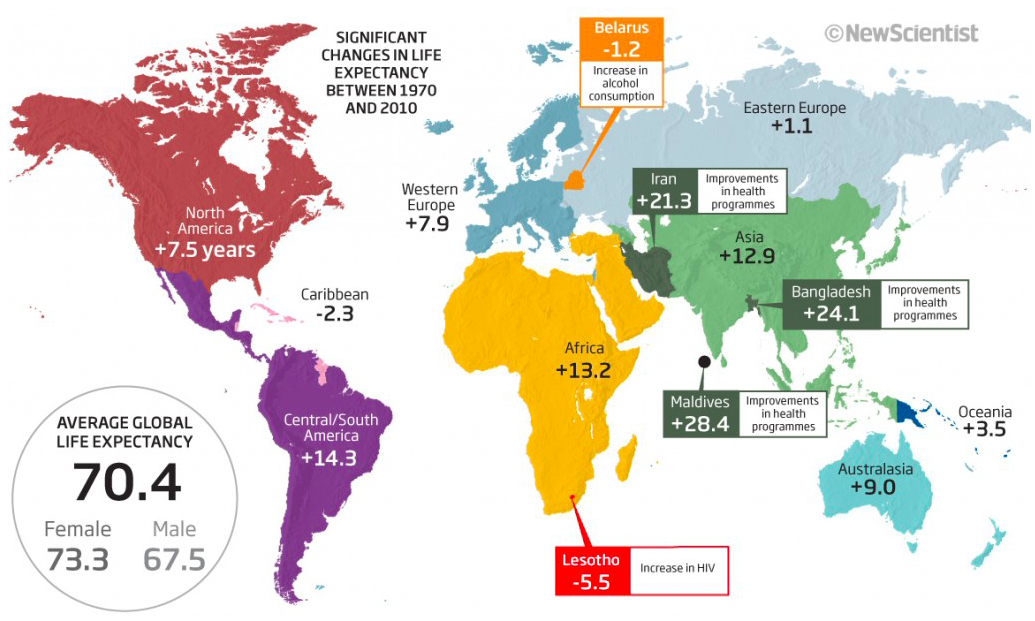 SIGNIFICANT
CHANGES IN LIFE
EXPECTANCY
BETWEEN 1970
AND 2010
©NewScientist
Belarus
-1.2
Increase in
alcohol
consumption
Eastern Europe
+1.1
Western
Europe
+7.9
Iran
+21.3
Improvements
in health
programmes
North
America
+7.5 years
Asia
+12.9
Caribbean
-2.3
Bangladesh
+24.1
Improvements
in health
programmes
Africa
+13.2
Maldives
+28.4
Improvements
in health
programmes
Oceania
+3.5
Central/South
America
+14.3
Australasia
+9.0
AVERAGE GLOBAL
LIFE EXPECTANCY
70.4
Female
73.3
Male
67.5
Lesotho
-5.5
Increase in HIV